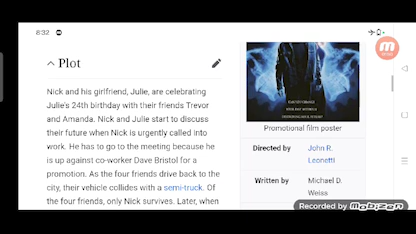 8:32
Plot
Nick and his girlfriend, Julie, are celebrating
Julie's 24th birthday with their friends Trevor
and Amanda. Nick and Julie start to discuss
their future when Nick is urgently called into
work. He has to go to the meeting because he
is up against co-worker Dave Bristol for a
promotion. As the four friends drive back to the
city, their vehicle collides with a semi-truck. Of
the four friends, only Nick survives. Later, when
Promotional film poster
Directed by John R.
Leonetti
Written by Michael D.
Weiss
Recorded by Mobizen